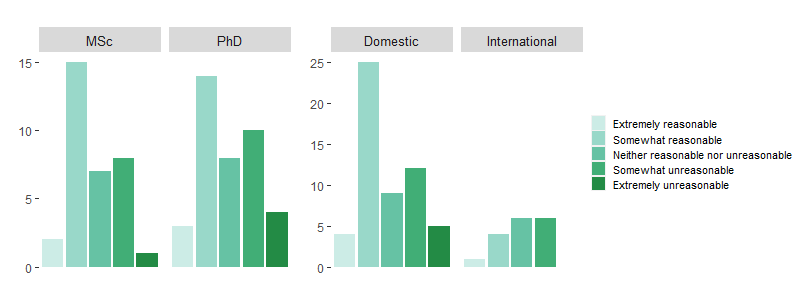 MSc
PhD
Domestic
International
15
10
5
0
25
20
15
10
5
0
Extremely reasonable
Somewhat reasonable
Neither reasonable nor unreasonable
Somewhat unreasonable
Extremely unreasonable